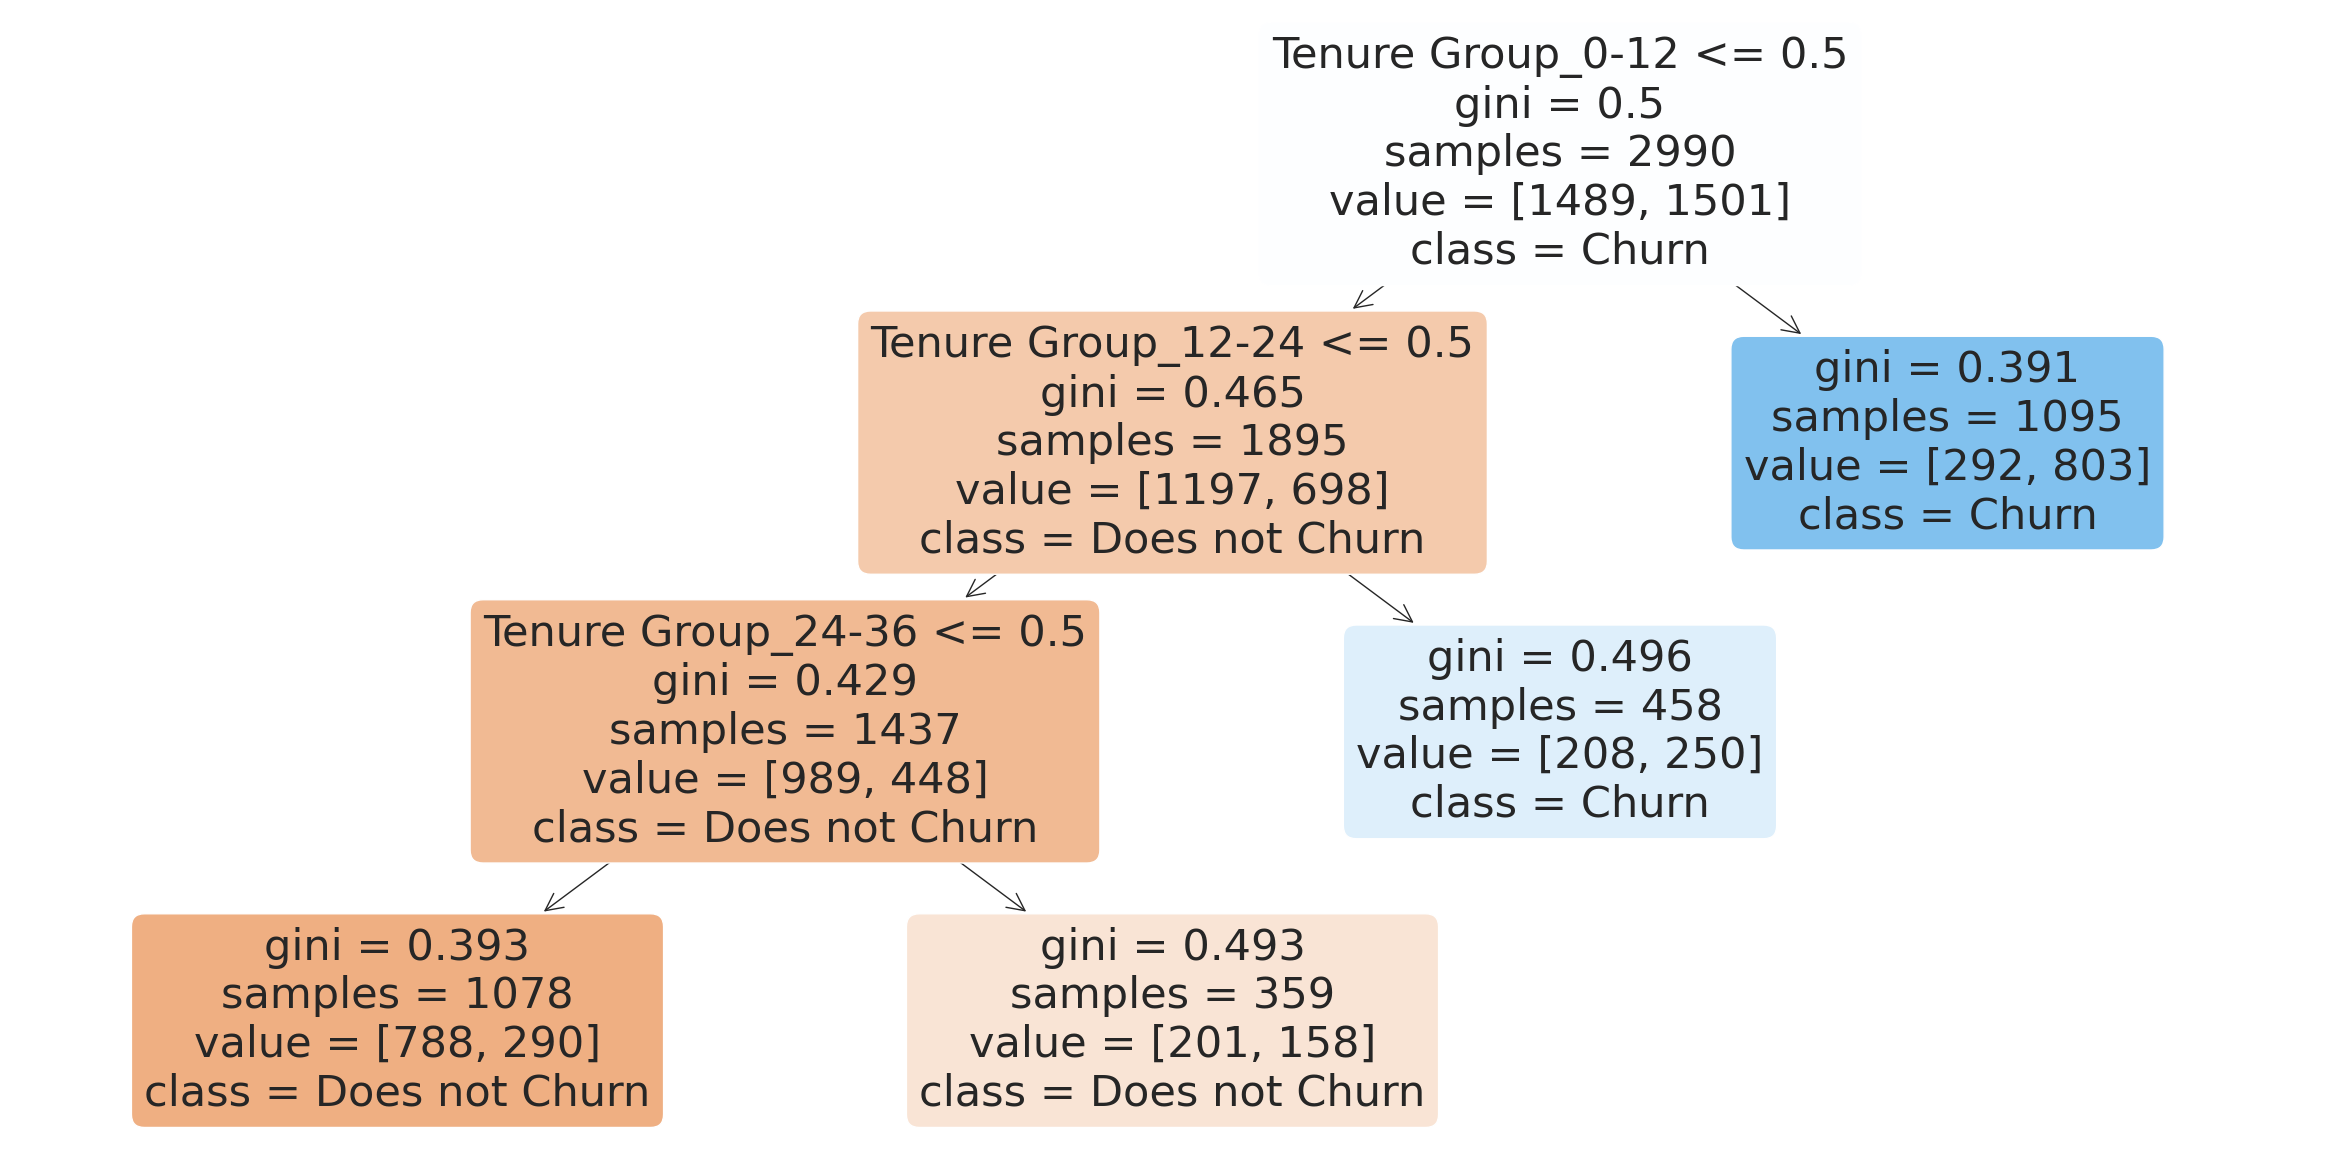 Tenure Group_0-12 <= 0.5
gini = 0.5
samples = 2990
value = [1489, 1501]
class = Churn
Tenure Group_12-24 <= 0.5
gini = 0.465
samples = 1895
value = [1197, 698]
class = Does not Churn
gini = 0.391
samples = 1095
value = [292, 803]
class = Churn
Tenure Group_24-36 <= 0.5
gini = 0.429
samples = 1437
value = [989, 448]
class = Does not Churn
gini = 0.496
samples = 458
value = [208, 250]
class = Churn
gini = 0.393
samples = 1078
value = [788, 290]
class = Does not Churn
gini = 0.493
samples = 359
value = [201, 158]
class = Does not Churn